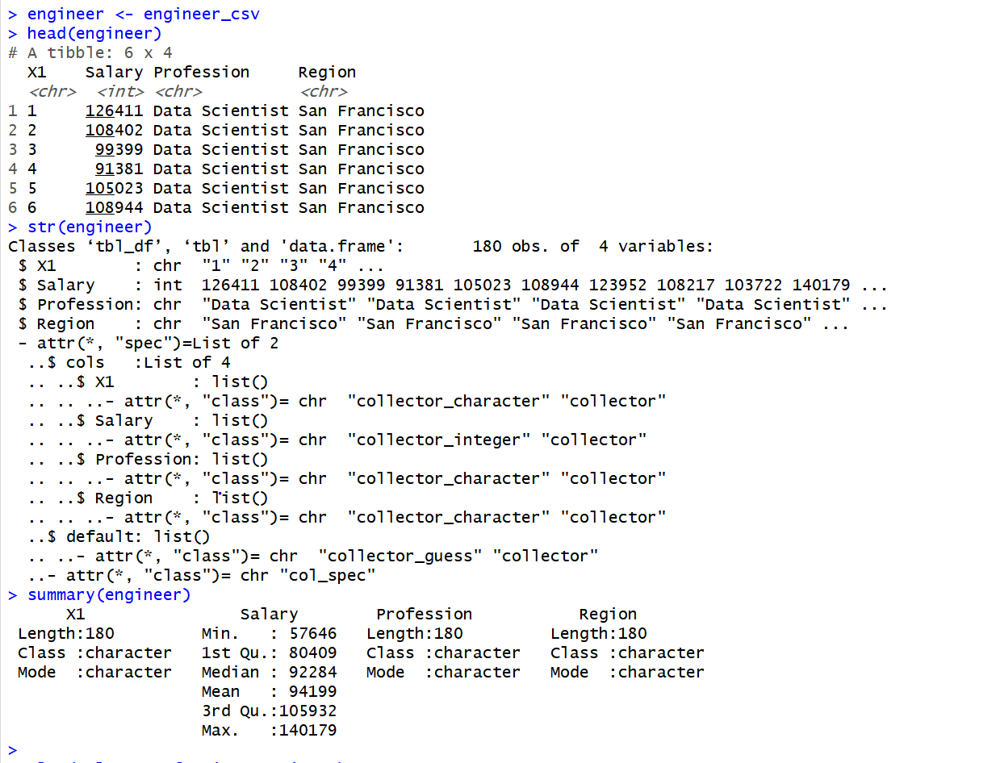 > engineer <- engineer_csv
> head(engineer)
# A tibble: 6 x 4
  X1    Salary Profession     Region
  <chr>  <int> <chr>          <chr>
1 1     126411 Data Scientist San Francisco
2 2     108402 Data Scientist San Francisco
3 3      99399 Data Scientist San Francisco
4 4      91381 Data Scientist San Francisco
5 5     105023 Data Scientist San Francisco
6 6     108944 Data Scientist San Francisco
> str(engineer)
Classes ‘tbl_df’, ‘tbl’ and 'data.frame':       180 obs. of  4 variables:
 $ X1        : chr  "1" "2" "3" "4" ...
 $ Salary    : int  126411 108402 99399 91381 105023 108944 123952 108217 103722 140179 ...
 $ Profession: chr  "Data Scientist" "Data Scientist" "Data Scientist" "Data Scientist" ...
 $ Region    : chr  "San Francisco" "San Francisco" "San Francisco" "San Francisco" ...
 - attr(*, "spec")=List of 2
  ..$ cols   :List of 4
  .. ..$ X1        : list()
  .. .. ..- attr(*, "class")= chr  "collector_character" "collector"
  .. ..$ Salary    : list()
  .. .. ..- attr(*, "class")= chr  "collector_integer" "collector"
  .. ..$ Profession: list()
  .. .. ..- attr(*, "class")= chr  "collector_character" "collector"
  .. ..$ Region    : list()
  .. .. ..- attr(*, "class")= chr  "collector_character" "collector"
  ..$ default: list()
  .. ..- attr(*, "class")= chr  "collector_guess" "collector"
  ..- attr(*, "class")= chr "col_spec"
> summary(engineer)
      X1                Salary        Profession           Region
 Length:180         Min.   : 57646   Length:180         Length:180
 Class :character   1st Qu.: 80409   Class :character   Class :character
 Mode  :character   Median : 92284   Mode  :character   Mode  :character
                    Mean   : 94199
                    3rd Qu.:105932
                    Max.   :140179
>